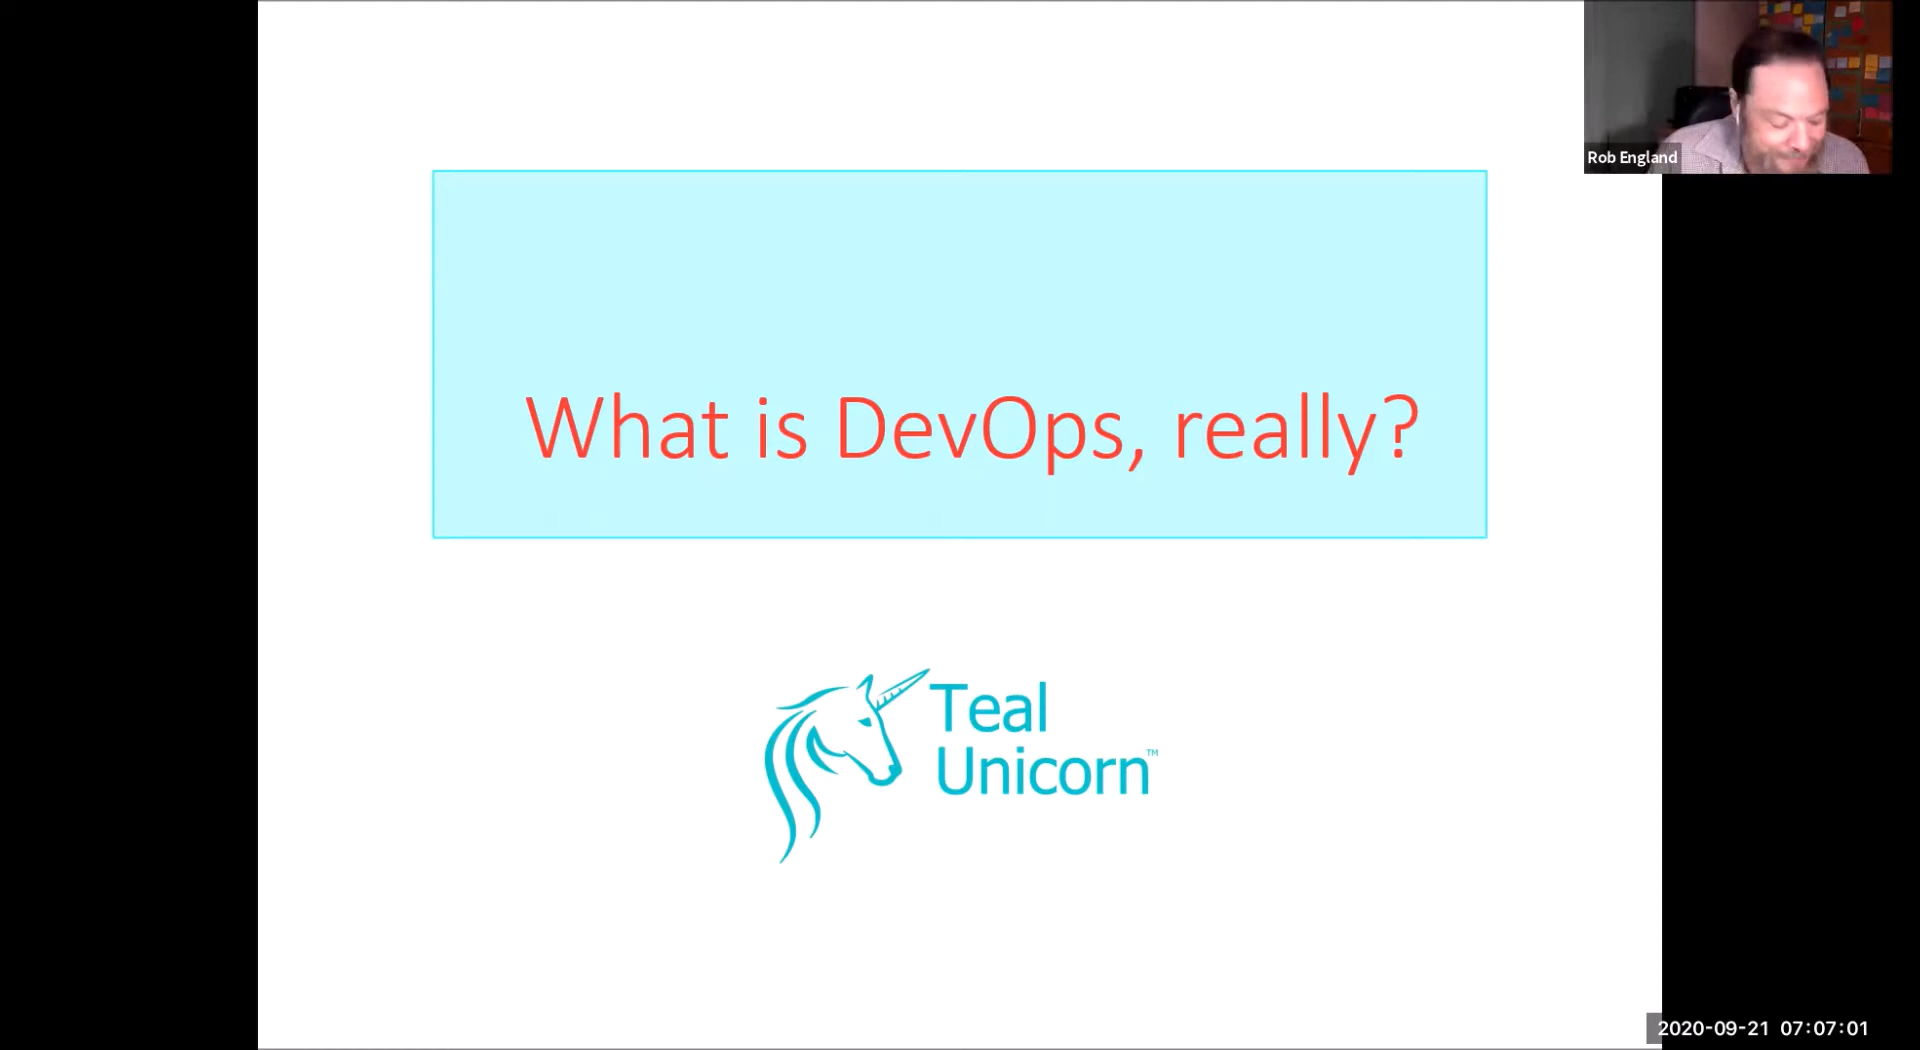 Rob England
What is DevOps, really?
Teal
Unicorn™
2020-09-21 07:07:01